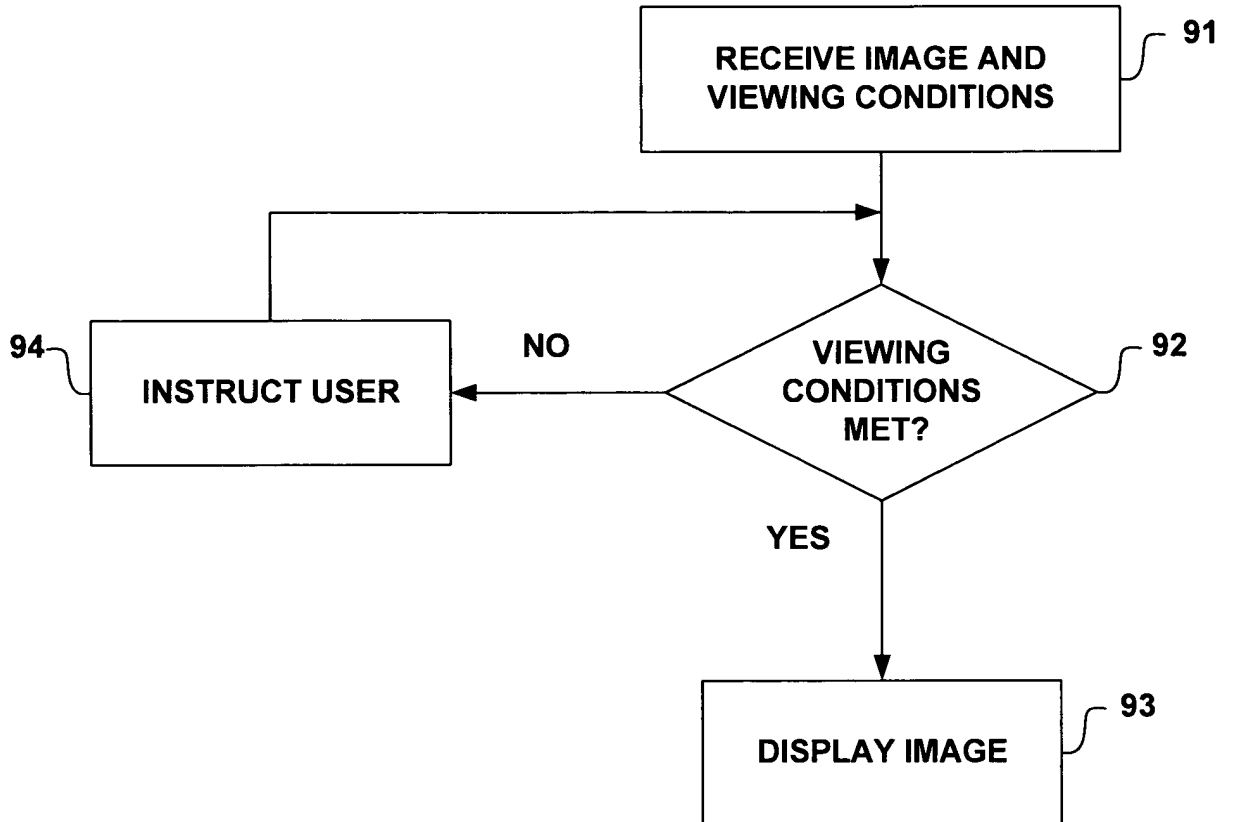 91
RECEIVE IMAGE AND
VIEWING CONDITIONS
94
INSTRUCT USER
NO
VIEWING
CONDITIONS
MET?
92
YES
93
DISPLAY IMAGE